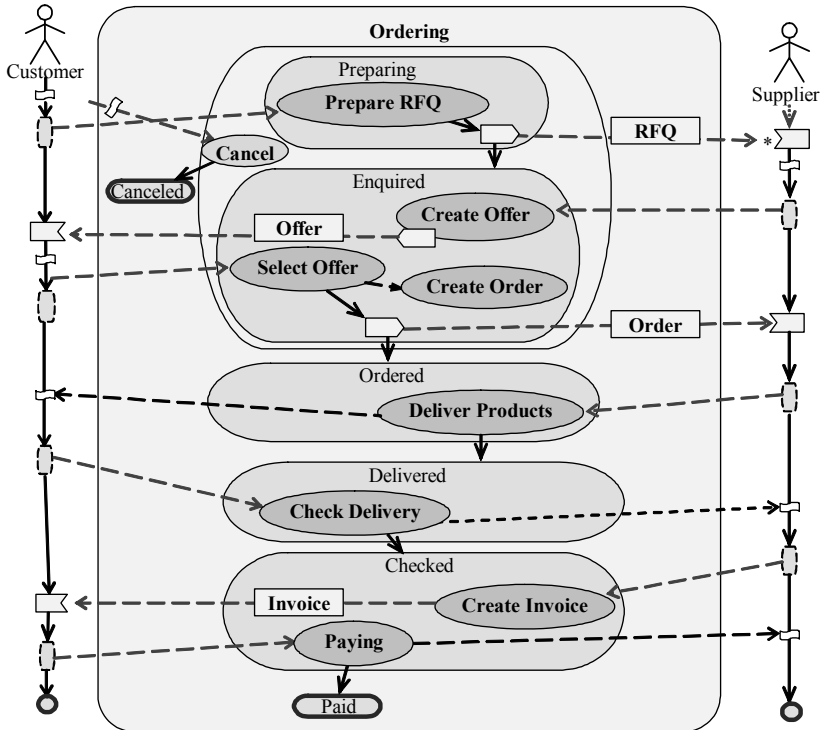 Ordering
Customer
Preparing
Prepare RFQ
Supplier
RFQ
*
Cancel
Canceled
Enquired
Create Offer
Offer
Select Offer
Create Order
Order
Ordered
Deliver Products
Delivered
Check Delivery
Checked
Invoice
Create Invoice
Paying
Paid